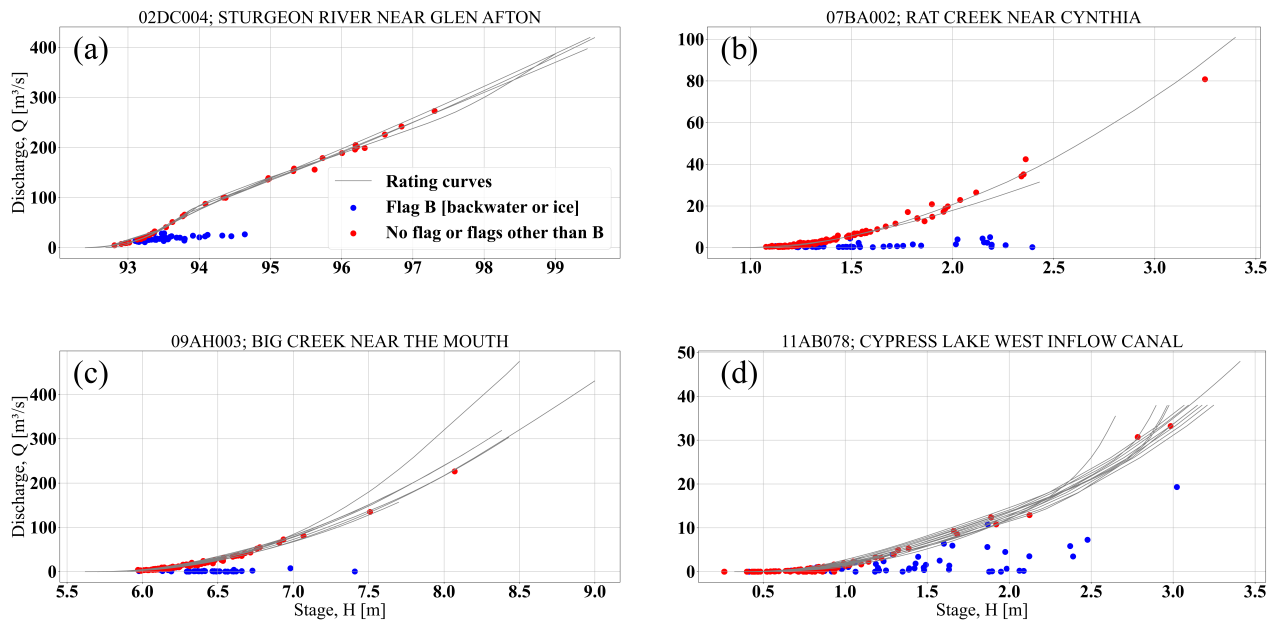 02DC004; STURGEON RIVER NEAR GLEN AFTON
(a)
Discharge, Q [m³/s]
400
300
200
100
0
93 94 95 96 97 98 99
Rating curves
Flag B [backwater or ice]
No flag or flags other than B
07BA002; RAT CREEK NEAR CYNTHIA
(b)
100
80
60
40
20
0
1.0 1.5 2.0 2.5 3.0 3.5
09AH003; BIG CREEK NEAR THE MOUTH
(c)
Discharge, Q [m³/s]
400
300
200
100
0
5.5 6.0 6.5 7.0 7.5 8.0 8.5 9.0
Stage, H [m]
11AB078; CYPRESS LAKE WEST INFLOW CANAL
(d)
50
40
30
20
10
0
0.5 1.0 1.5 2.0 2.5 3.0 3.5
Stage, H [m]